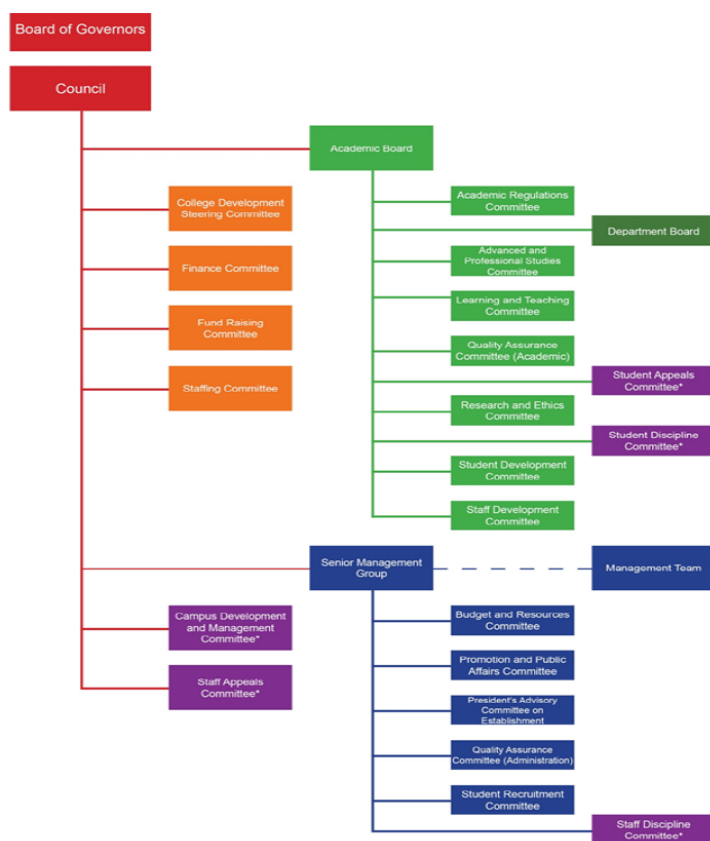 Board of Governors
Council
Academic Board
College Development
Steering Committee
Finance Committee
Fund Raising
Committee
Staffing Committee
Academic Regulations
Committee
Department Board
Advanced and
Professional Studies
Committee
Learning and Teaching
Committee
Quality Assurance
Committee (Academic)
Student Appeals
Committee*
Research and Ethics
Committee
Student Discipline
Committee*
Student Development
Committee
Staff Development
Committee
Senior Management
Group
Management Team
Campus Development
and Management
Committee*
Staff Appeals
Committee*
Budget and Resources
Committee
Promotion and Public
Affairs Committee
President's Advisory
Committee on
Establishment
Quality Assurance
Committee (Administration)
Student Recruitment
Committee
Staff Discipline
Committee*